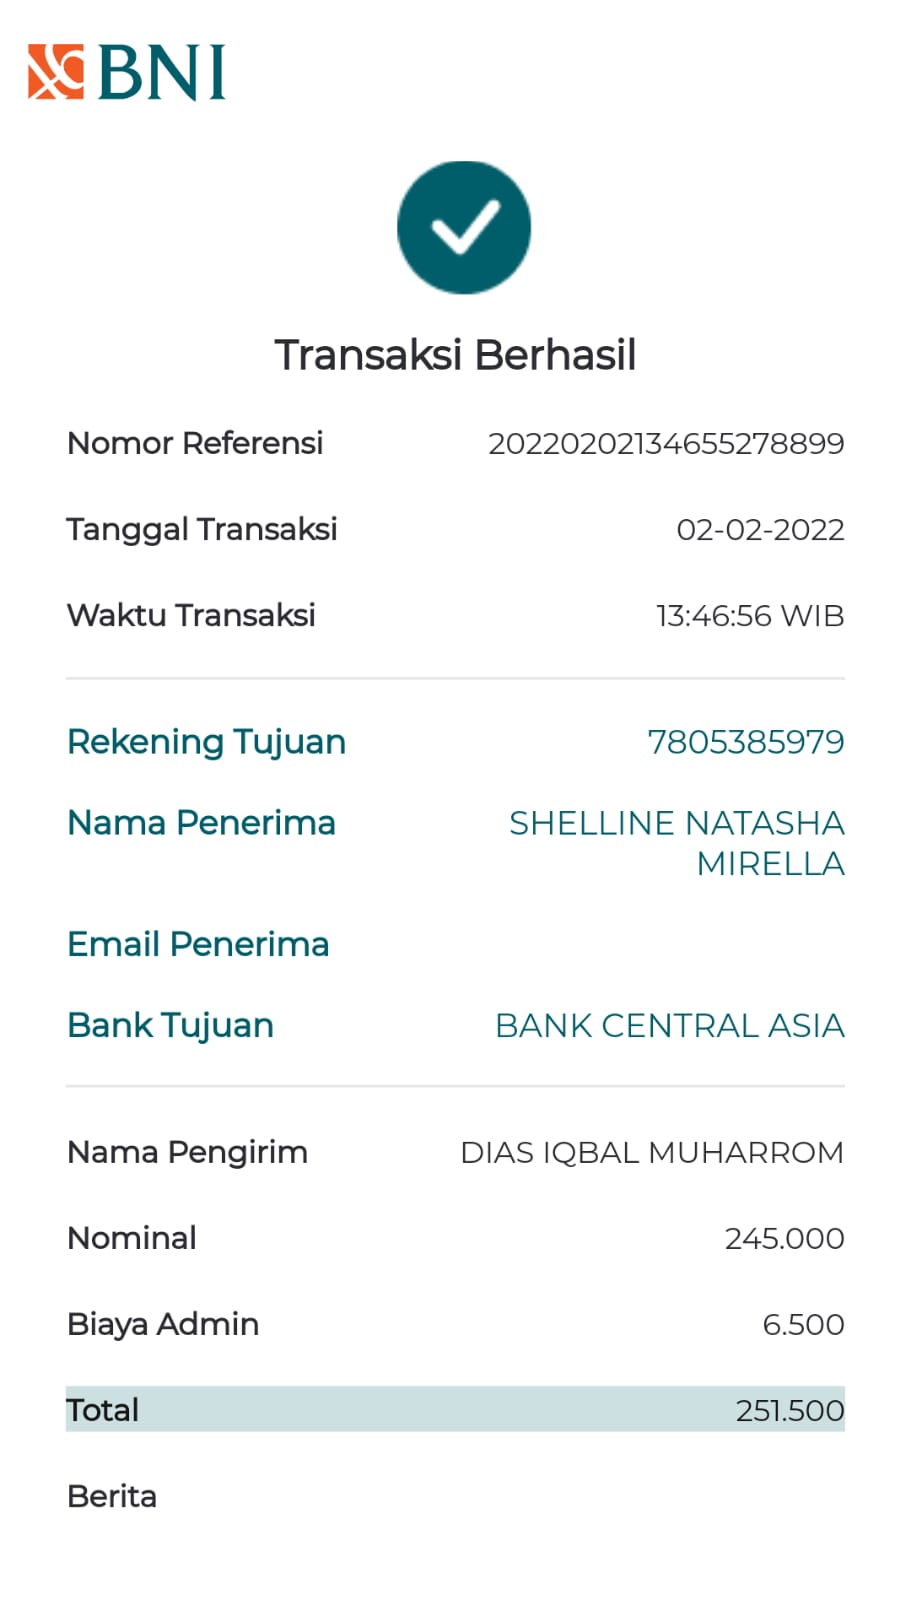 BNI
Transaksi Berhasil
Nomor Referensi 20220202134655278899
Tanggal Transaksi 02-02-2022
Waktu Transaksi 13:46:56 WIB
Rekening Tujuan 7805385979
Nama Penerima SHELLINE NATASHA
MIRELLA
Email Penerima
Bank Tujuan BANK CENTRAL ASIA
Nama Pengirim DIAS IQBAL MUHARROM
Nominal 245.000
Biaya Admin 6.500
Total 251.500
Berita